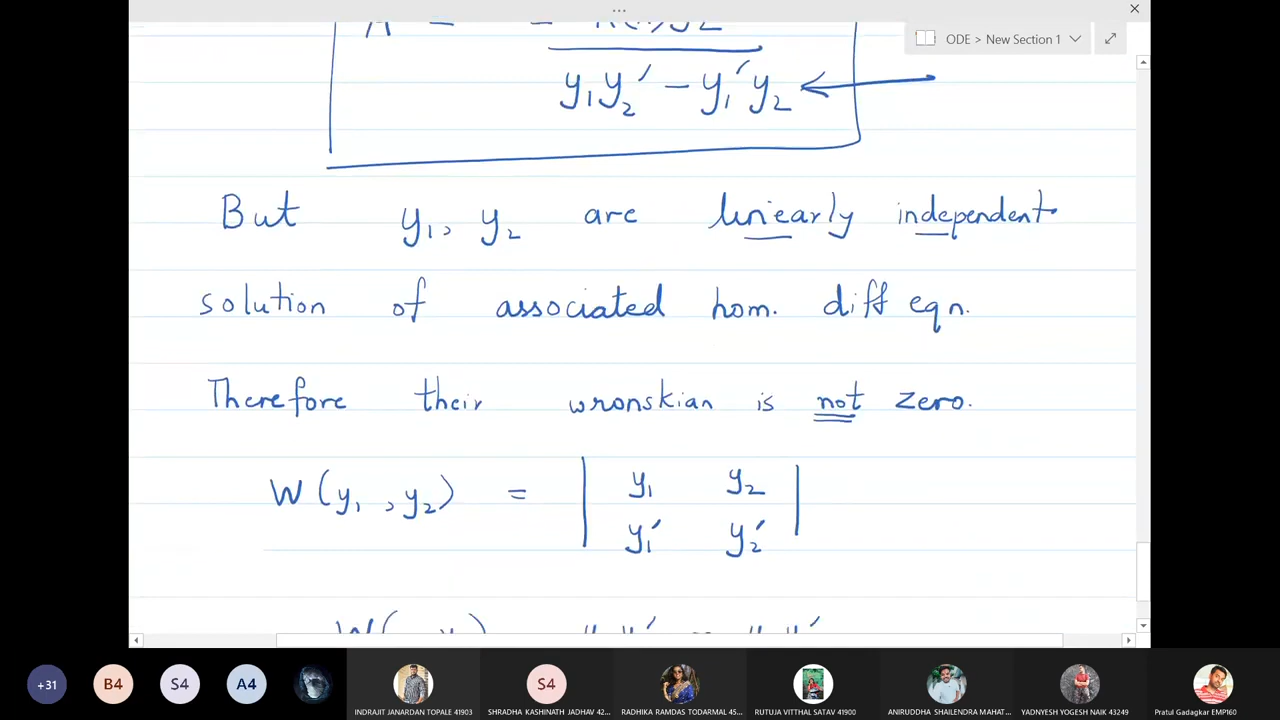 ODE > New Section 1
y₁y₂′ − y₁′y₂
But y₁, y₂ are linearly independent
solution of associated hom. diff eqn.
Therefore their wronskian is not zero.
W(y₁, y₂) = | y₁ y₂ |
| y₁′ y₂′ |
+31 B4 S4 A4 S4
INDRAJIT JANARDAN TOPALE 41903
SHRADHA KASHINATH JADHAV 42...
RADHIKA RAMDAS TODARMAL 45...
RUTUJA VITTHAL SATAV 41900
ANIRUDDHA SHAILENDRA MAHAT...
YADNYESH YOGESH NAIK 43249
Pratul Gadagkar EMP160